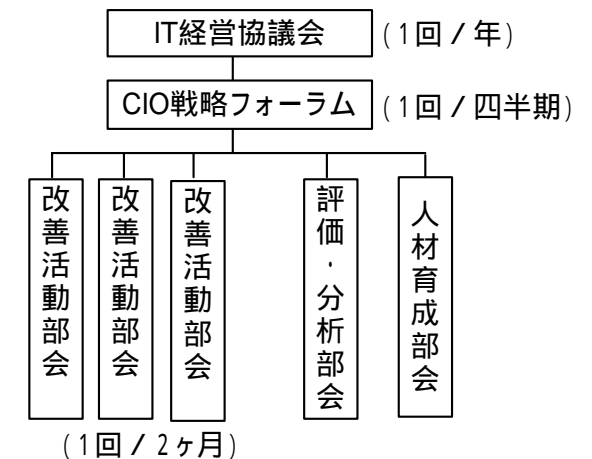 IT経営協議会
(1回/年)
CIO戦略フォーラム
(1回/四半期)
改善活動部会
改善活動部会
改善活動部会
評価・分析部会
人材育成部会
(1回/2ヶ月)